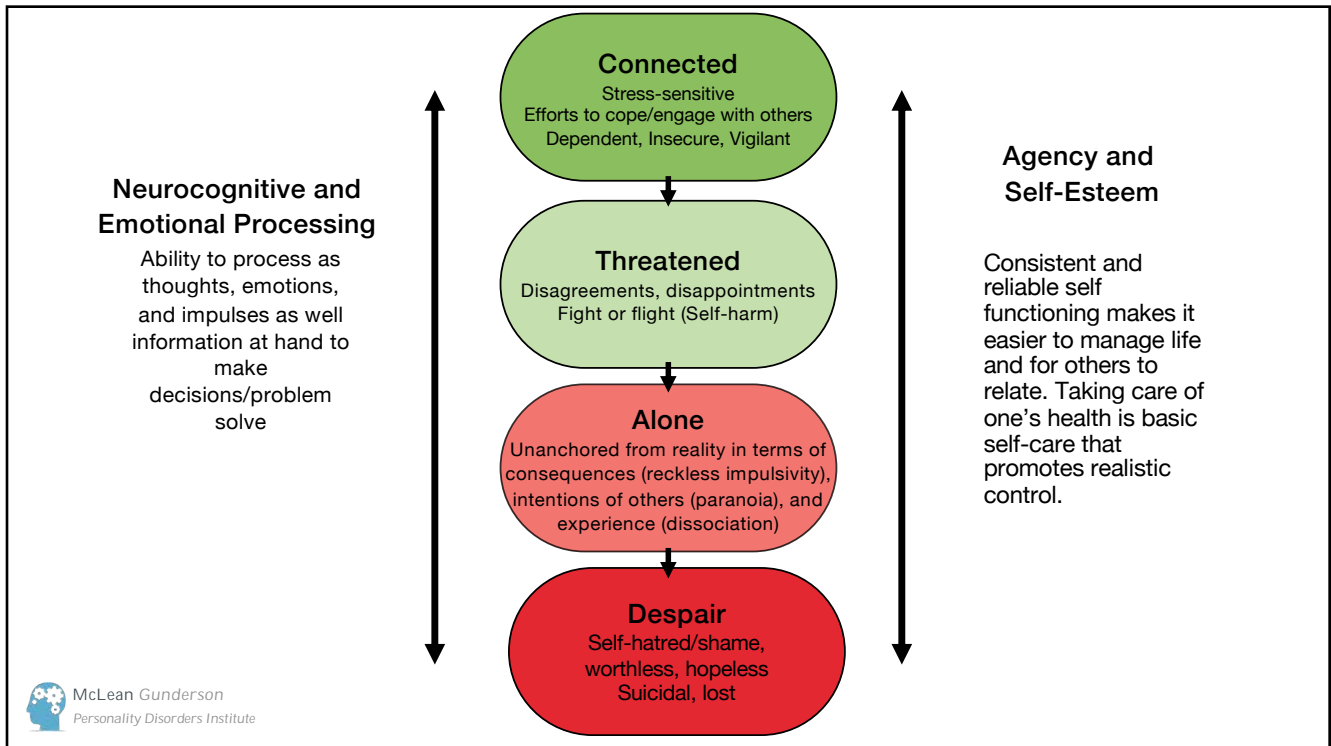 Connected
Stress-sensitive
Efforts to cope/engage with others
Dependent, Insecure, Vigilant
Neurocognitive and
Emotional Processing
Ability to process as
thoughts, emotions,
and impulses as well
information at hand to
make
decisions/problem
solve
Threatened
Disagreements, disappointments
Fight or flight (Self-harm)
Alone
Unanchored from reality in terms of
consequences (reckless impulsivity),
intentions of others (paranoia), and
experience (dissociation)
Despair
Self-hatred/shame,
worthless, hopeless
Suicidal, lost
Agency and
Self-Esteem
Consistent and
reliable self
functioning makes it
easier to manage life
and for others to
relate. Taking care of
one’s health is basic
self-care that
promotes realistic
control.
McLean Gunderson
Personality Disorders Institute